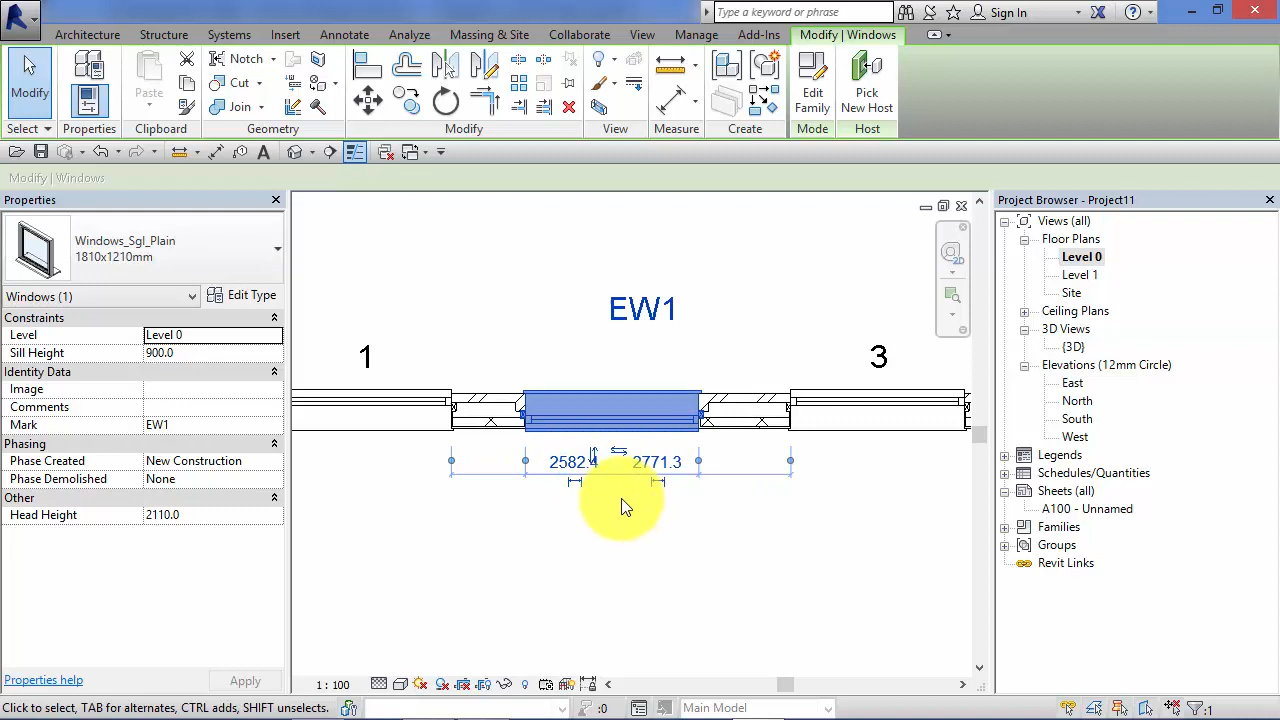 Type a keyword or phrase
Sign In
Architecture Structure Systems Insert Annotate Analyze Massing & Site Collaborate View Manage Add-Ins Modify | Windows
Modify
Paste
Notch
Cut
Join
Edit Family
Pick New Host
Select Properties Clipboard Geometry Modify View Measure Create Mode Host
Modify | Windows
Properties
Windows_Sgl_Plain
1810x1210mm
Windows (1) Edit Type
Constraints
Level Level 0
Sill Height 900.0
Identity Data
Image
Comments
Mark EW1
Phasing
Phase Created New Construction
Phase Demolished None
Other
Head Height 2110.0
Properties help Apply
EW1
1
3
2582.4 2771.3
2D
1 : 100
Project Browser - Project11
Views (all)
Floor Plans
Level 0
Level 1
Site
Ceiling Plans
3D Views
{3D}
Elevations (12mm Circle)
East
North
South
West
Legends
Schedules/Quantities
Sheets (all)
A100 - Unnamed
Families
Groups
Revit Links
Click to select, TAB for alternates, CTRL adds, SHIFT unselects. :0 Main Model :1